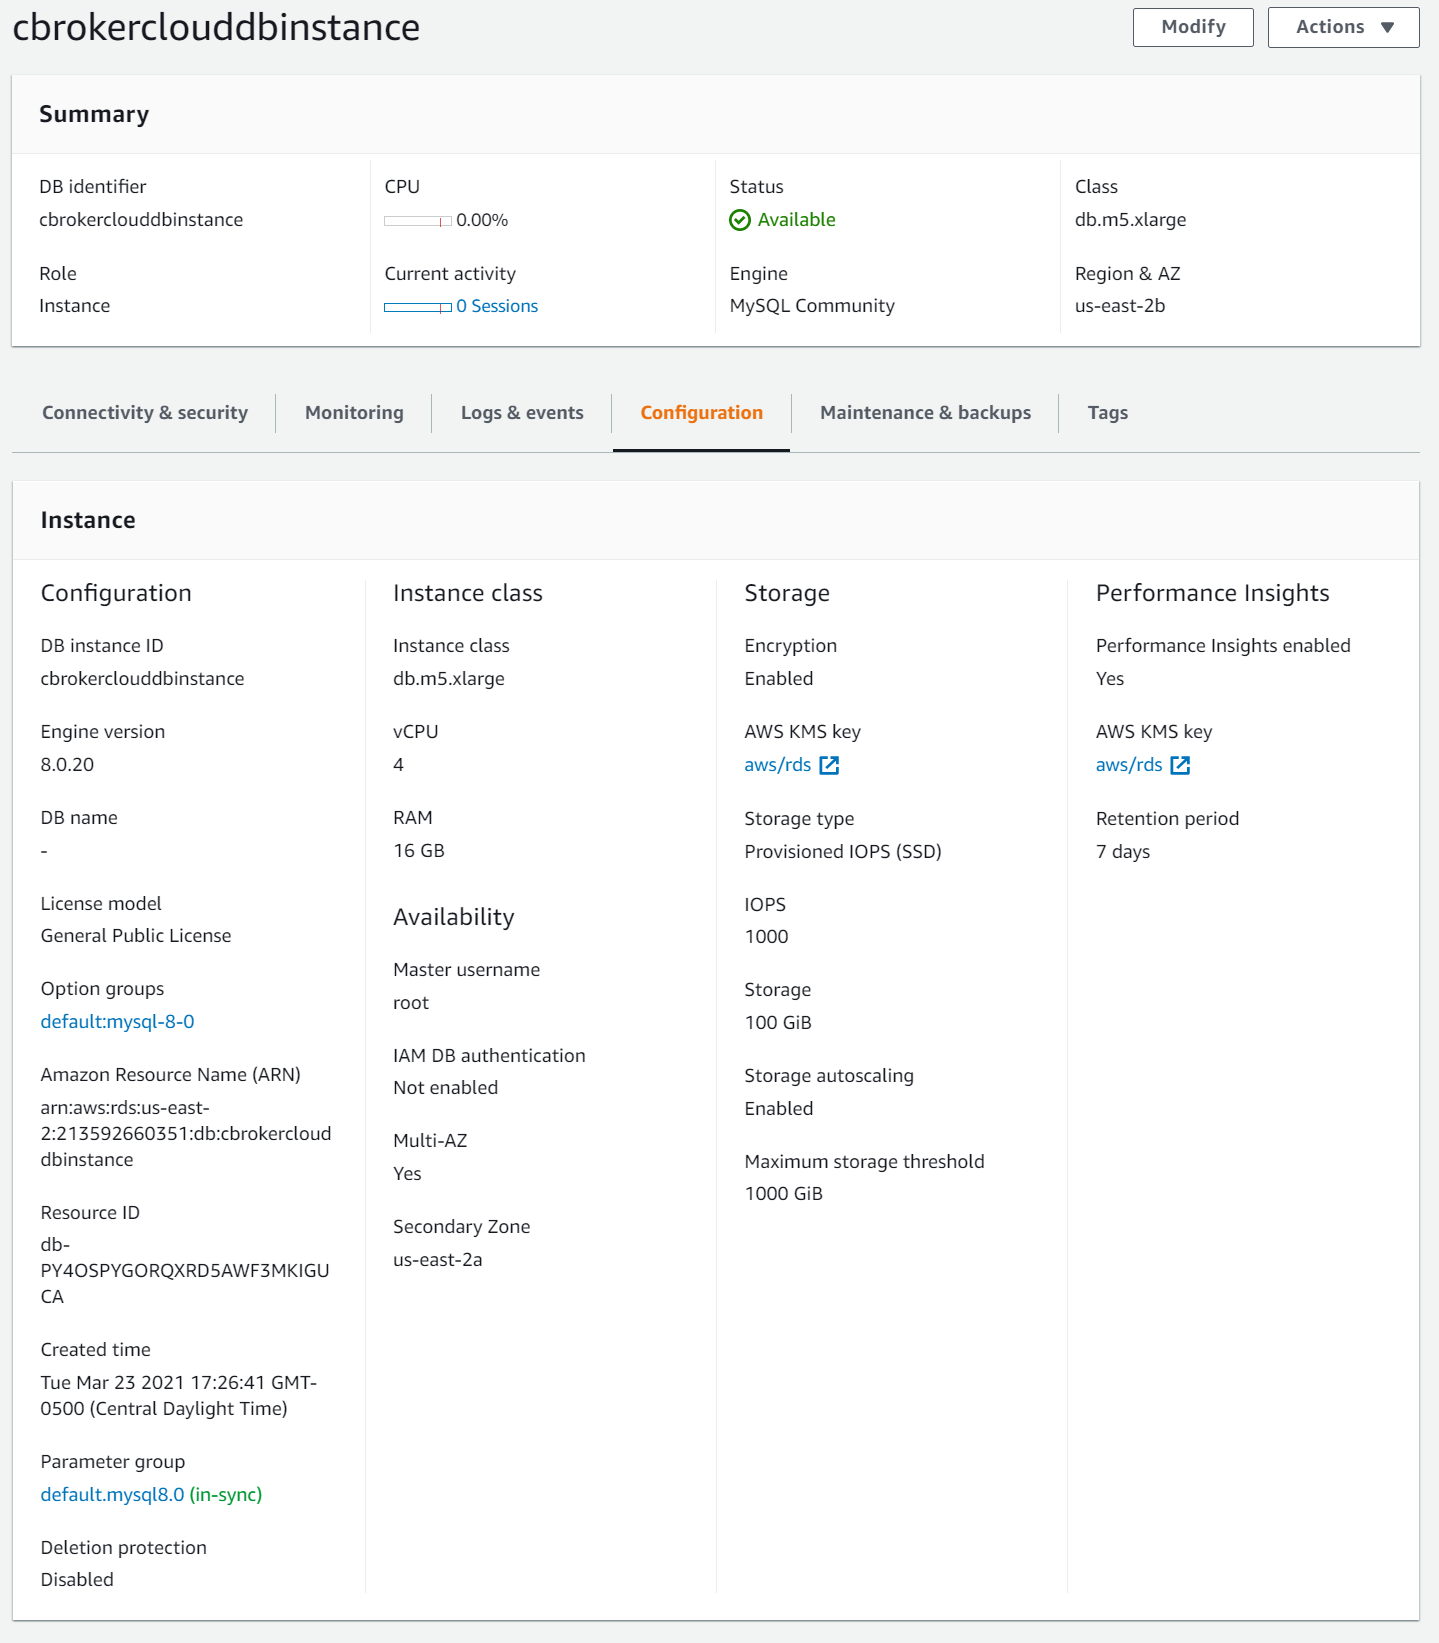 cbrokerclouddbinstance
Modify
Actions
Summary
DB identifier
cbrokerclouddbinstance
Role
Instance
CPU
0.00%
Current activity
0 Sessions
Status
Available
Engine
MySQL Community
Class
db.m5.xlarge
Region & AZ
us-east-2b
Connectivity & security
Monitoring
Logs & events
Configuration
Maintenance & backups
Tags
Instance
Configuration
DB instance ID
cbrokerclouddbinstance
Engine version
8.0.20
DB name
-
License model
General Public License
Option groups
default:mysql-8-0
Amazon Resource Name (ARN)
arn:aws:rds:us-east-
2:213592660351:db:cbrokercloud
dbinstance
Resource ID
db-
PY4OSPYGORQXRD5AWF3MKIGU
CA
Created time
Tue Mar 23 2021 17:26:41 GMT-
0500 (Central Daylight Time)
Parameter group
default.mysql8.0 (in-sync)
Deletion protection
Disabled
Instance class
Instance class
db.m5.xlarge
vCPU
4
RAM
16 GB
Availability
Master username
root
IAM DB authentication
Not enabled
Multi-AZ
Yes
Secondary Zone
us-east-2a
Storage
Encryption
Enabled
AWS KMS key
aws/rds
Storage type
Provisioned IOPS (SSD)
IOPS
1000
Storage
100 GiB
Storage autoscaling
Enabled
Maximum storage threshold
1000 GiB
Performance Insights
Performance Insights enabled
Yes
AWS KMS key
aws/rds
Retention period
7 days